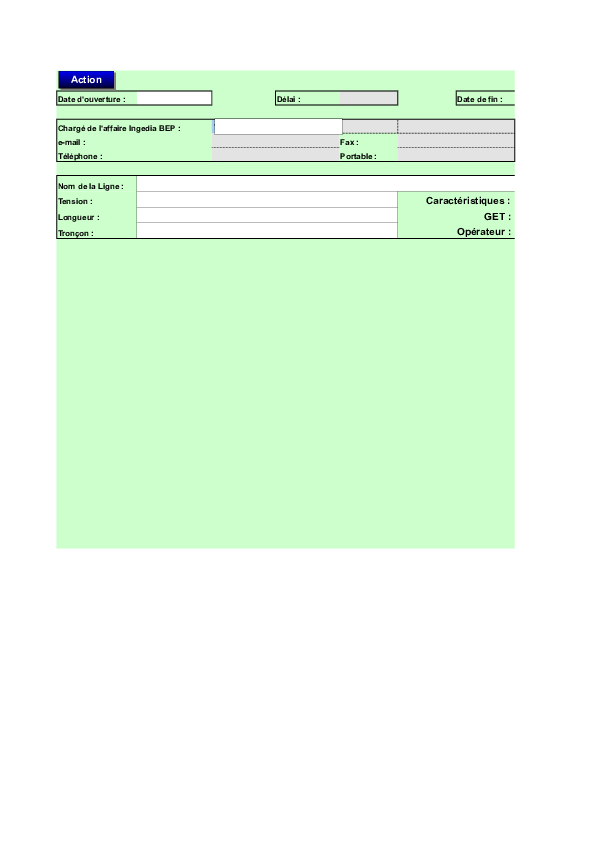 Action
Date d'ouverture : Délai : Date de fin :
Chargé de l'affaire Ingedia BEP :
e-mail : Fax :
Téléphone : Portable :
Nom de la Ligne :
Tension : Caractéristiques :
Longueur : GET :
Tronçon : Opérateur :